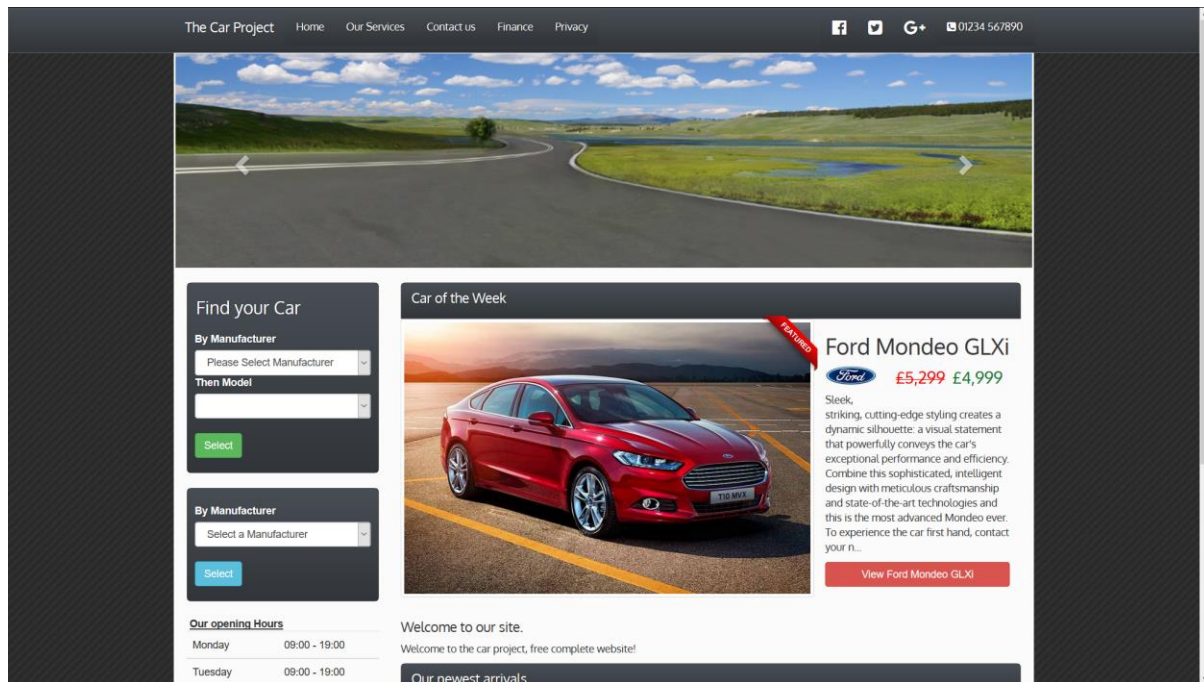 The Car Project Home Our Services Contact us Finance Privacy 01234 567890
Find your Car
By Manufacturer
Please Select Manufacturer
Then Model
Select
By Manufacturer
Select a Manufacturer
Select
Our opening Hours
Monday 09:00 - 19:00
Tuesday 09:00 - 19:00
Car of the Week
FEATURED
T10 MVX
Ford Mondeo GLXi
Ford £5,299 £4,999
Sleek,
striking, cutting-edge styling creates a
dynamic silhouette: a visual statement
that powerfully conveys the car's
exceptional performance and efficiency.
Combine this sophisticated, intelligent
design with meticulous craftsmanship
and state-of-the-art technologies and
this is the most advanced Mondeo ever.
To experience the car first hand, contact
your n...
View Ford Mondeo GLXi
Welcome to our site.
Welcome to the car project, free complete website!
Our newest arrivals